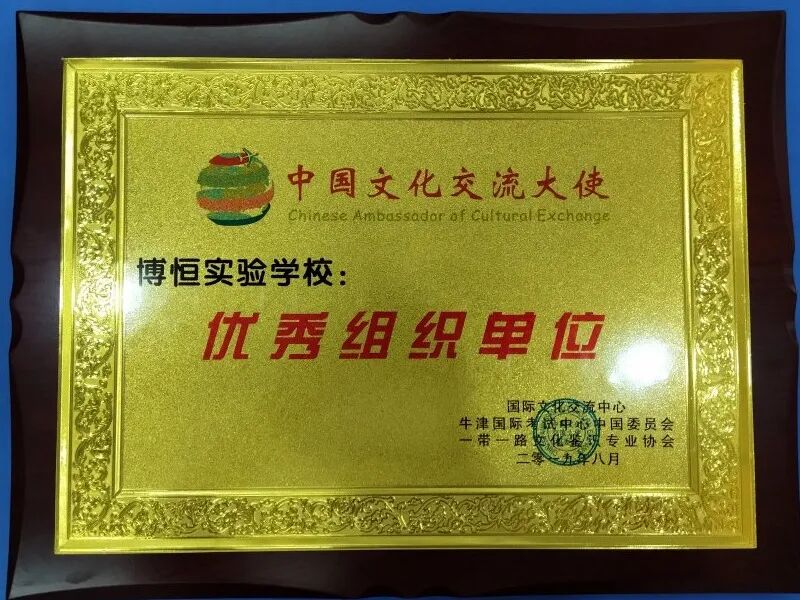 中国文化交流大使
Chinese Ambassador of Cultural Exchange
博恒实验学校：
优秀组织单位
国际文化交流中心
牛津国际考试中心中国委员会
一带一路文化鉴识专业协会
二零一九年八月